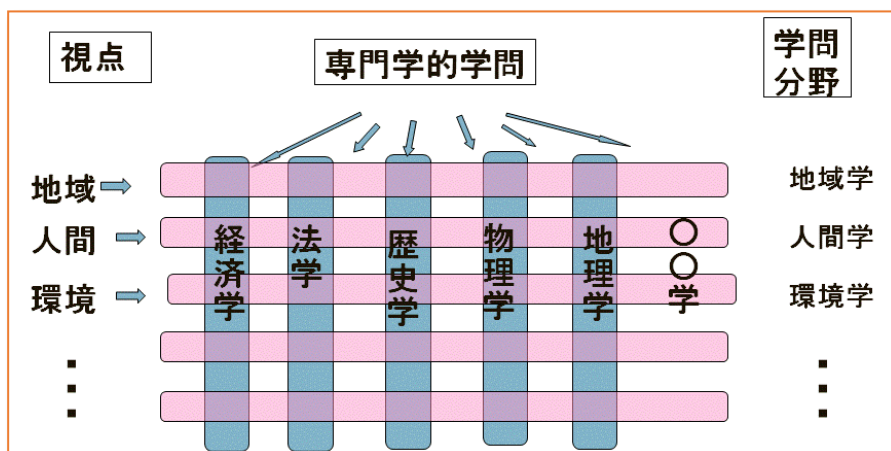 視点
専門学的学問
学問
分野
地域
地域学
人間
人間学
環境
環境学
経済学
法学
歴史学
物理学
地理学
〇〇学